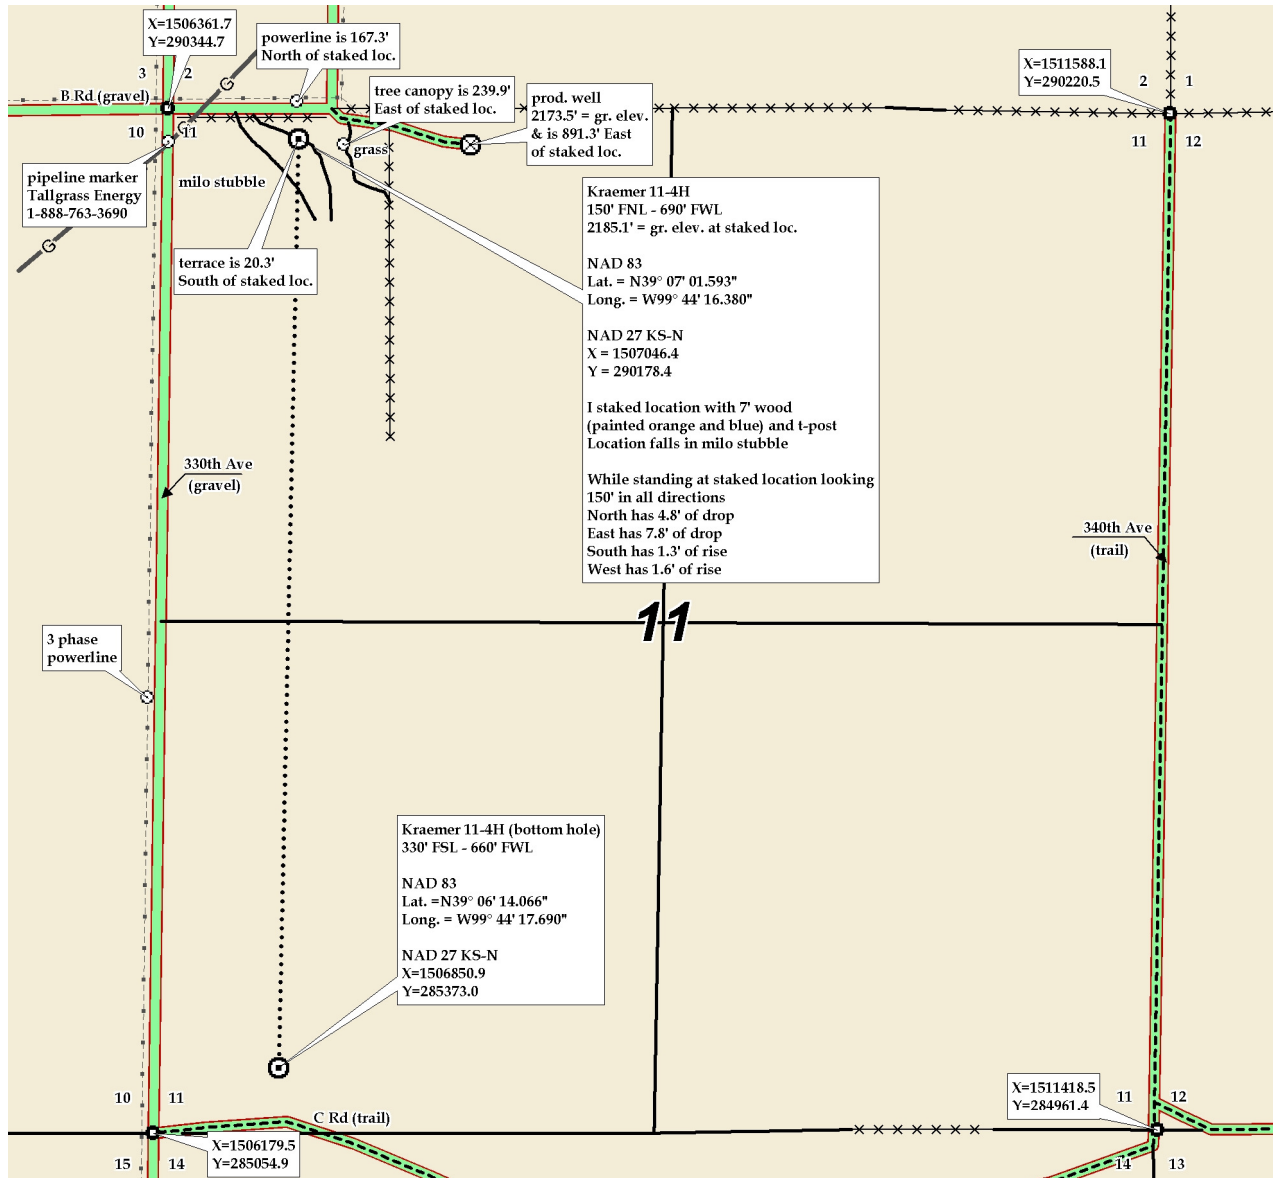 X=1506361.7
Y=290344.7
powerline is 167.3'
North of staked loc.
X=1511588.1
Y=290220.5
3
2
2
1
G
B Rd (gravel)
tree canopy is 239.9'
East of staked loc.
prod. well
2173.5' = gr. elev.
& is 891.3' East
of staked loc.
10
G
11
11
12
grass
pipeline marker
Tallgrass Energy
1-888-763-3690
milo stubble
G
terrace is 20.3'
South of staked loc.
Kraemer 11-4H
150' FNL - 690' FWL
2185.1' = gr. elev. at staked loc.
NAD 83
Lat. = N39° 07' 01.593"
Long. = W99° 44' 16.380"
NAD 27 KS-N
X = 1507046.4
Y = 290178.4
I staked location with 7' wood
(painted orange and blue) and t-post
Location falls in milo stubble
While standing at staked location looking
150' in all directions
North has 4.8' of drop
East has 7.8' of drop
South has 1.3' of rise
West has 1.6' of rise
330th Ave
(gravel)
340th Ave
(trail)
11
3 phase
powerline
Kraemer 11-4H (bottom hole)
330' FSL - 660' FWL
NAD 83
Lat. =N39° 06' 14.066"
Long. = W99° 44' 17.690"
NAD 27 KS-N
X=1506850.9
Y=285373.0
10
11
C Rd (trail)
X=1511418.5
Y=284961.4
11
12
X=1506179.5
Y=285054.9
15
14
14
13